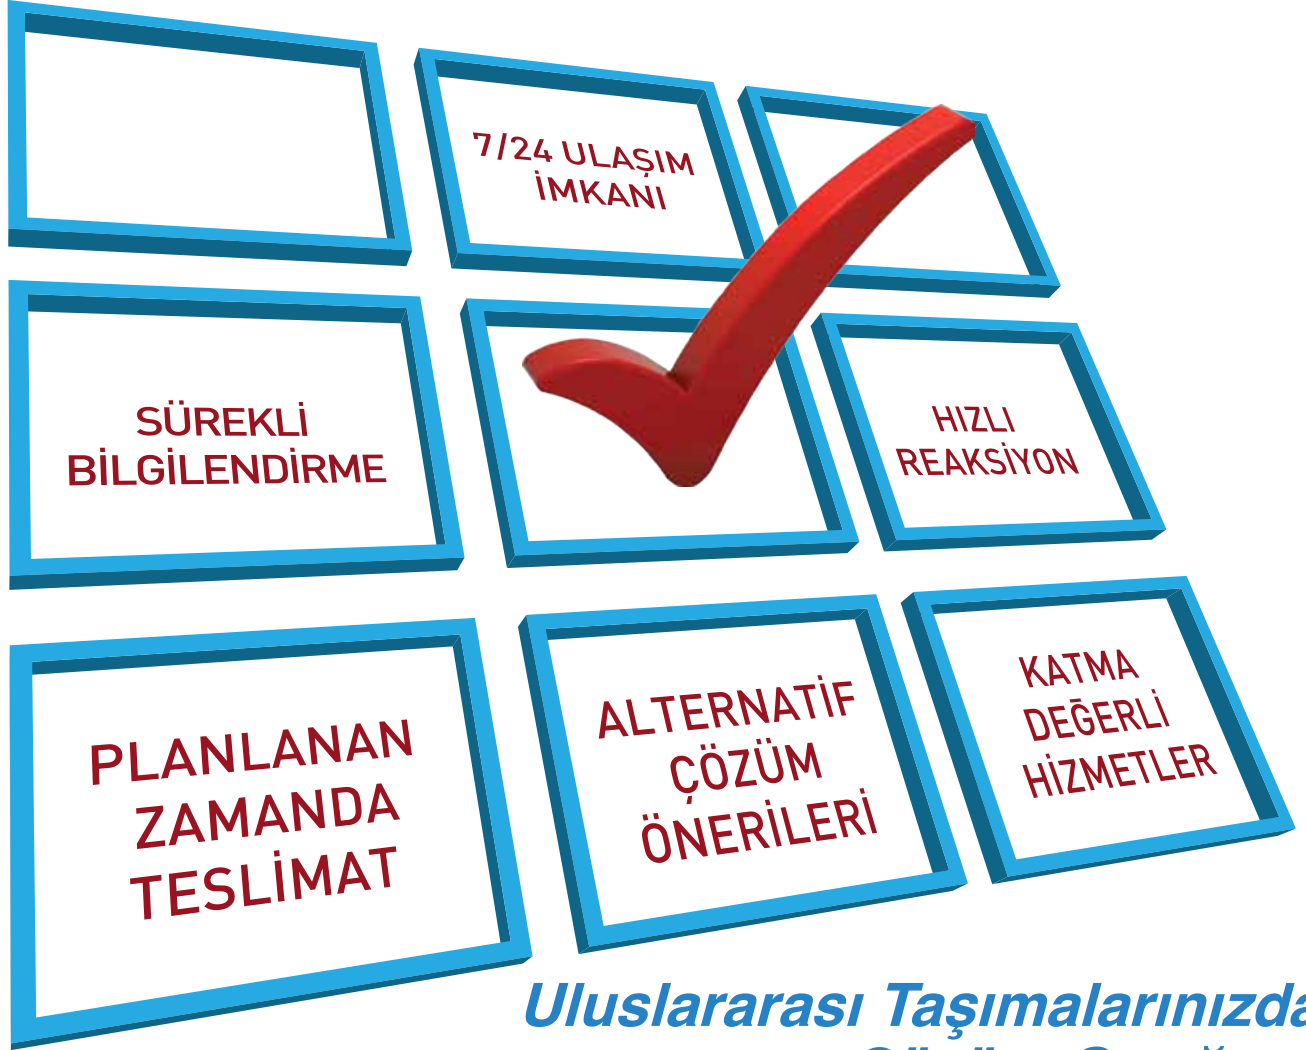 7/24 ULAŞIM
İMKANI
SÜREKLİ
BİLGİLENDİRME
HIZLI
REAKSİYON
PLANLANAN
ZAMANDA
TESLİMAT
ALTERNATİF
ÇÖZÜM
ÖNERİLERİ
KATMA
DEĞERLİ
HİZMETLER
Uluslararası Taşımalarınızda